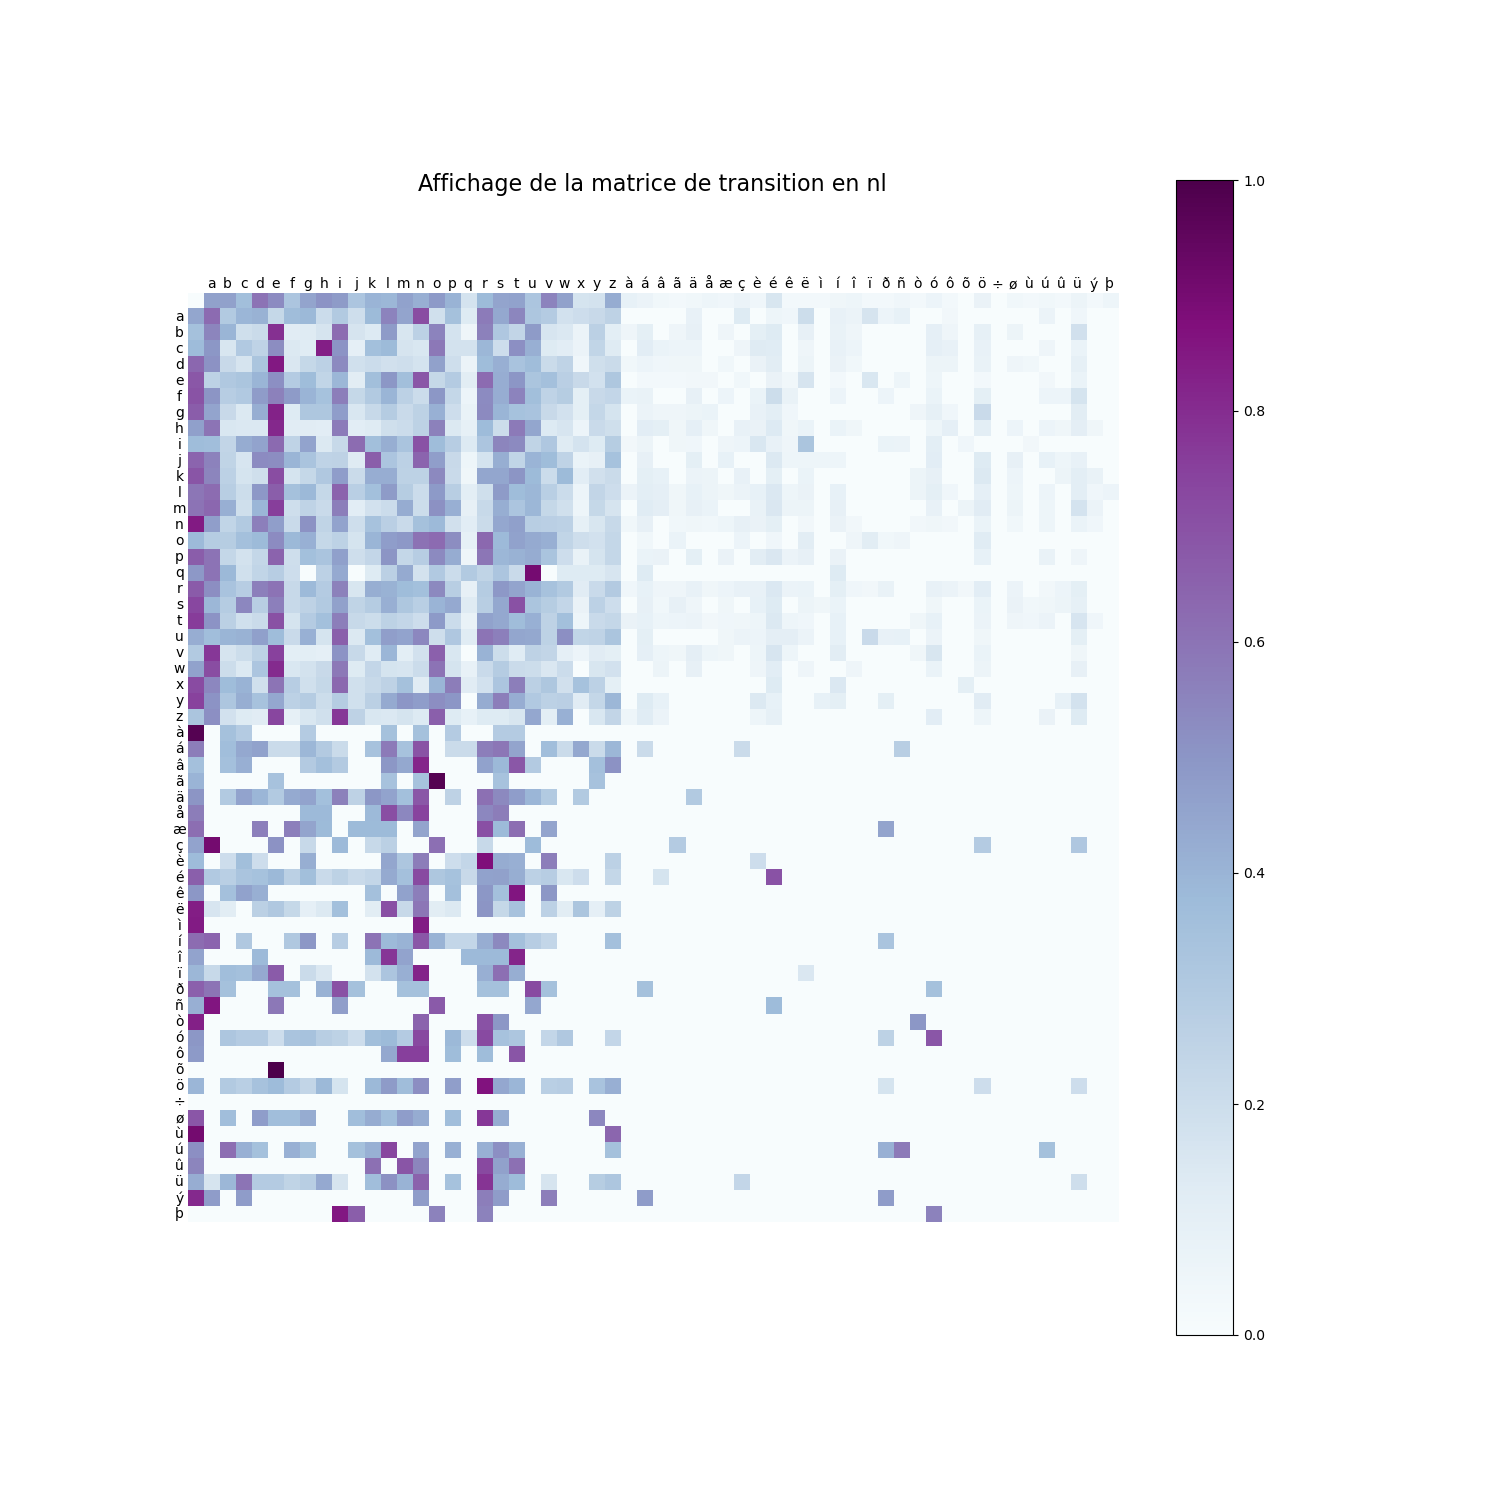 Affichage de la matrice de transition en nl
a b c d e f g h i j k l m n o p q r s t u v w x y z à á â ã ä å æ ç è é ê ë ì í î ï ð ñ ò ó ô õ ö ÷ ø ù ú û ü ý þ
a
b
c
d
e
f
g
h
i
j
k
l
m
n
o
p
q
r
s
t
u
v
w
x
y
z
à
á
â
ã
ä
å
æ
ç
è
é
ê
ë
ì
í
î
ï
ð
ñ
ò
ó
ô
õ
ö
÷
ø
ù
ú
û
ü
ý
þ
1.0
0.8
0.6
0.4
0.2
0.0